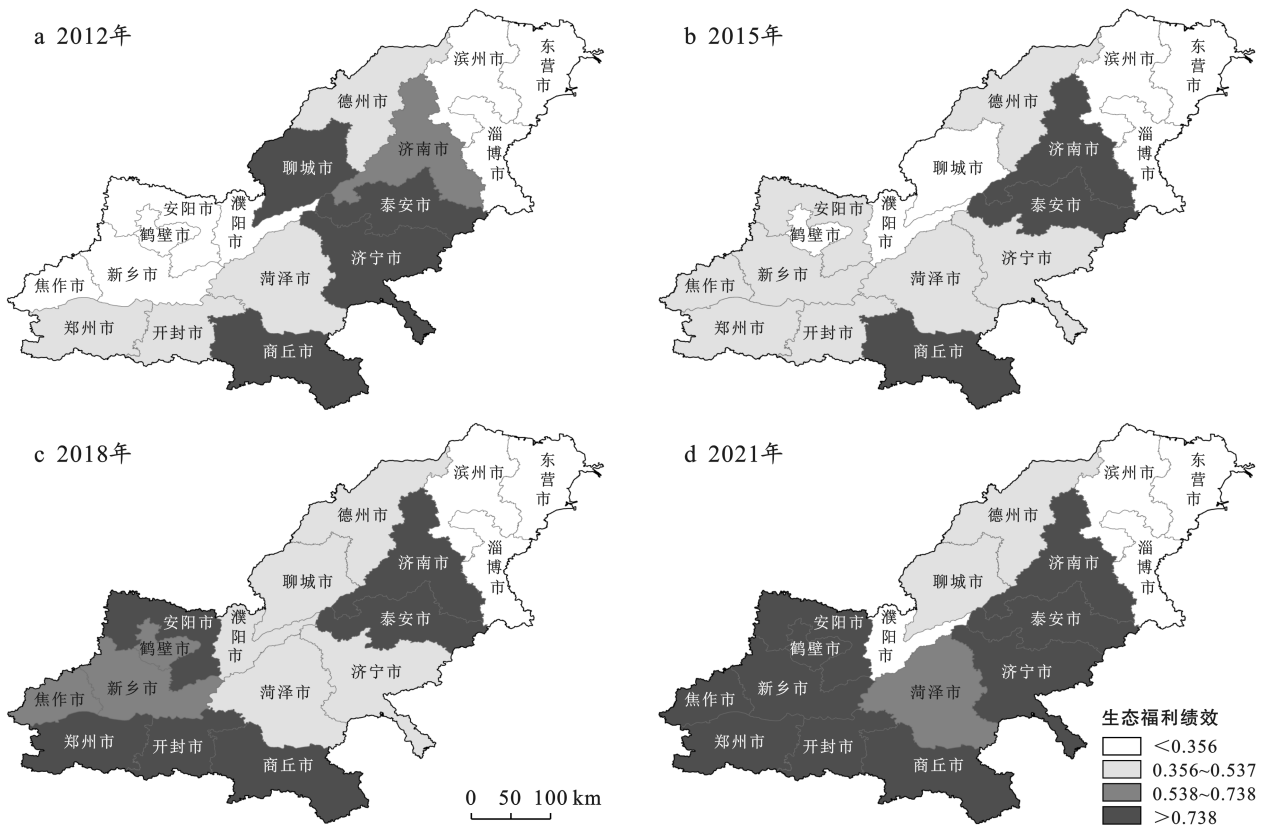 a 2012年
滨州市
东营市
德州市
淄博市
济南市
聊城市
泰安市
安阳市
濮阳市
鹤壁市
济宁市
新乡市
菏泽市
焦作市
郑州市
开封市
商丘市
b 2015年
滨州市
东营市
德州市
淄博市
济南市
聊城市
泰安市
安阳市
濮阳市
鹤壁市
济宁市
新乡市
菏泽市
焦作市
郑州市
开封市
商丘市
c 2018年
滨州市
东营市
德州市
淄博市
济南市
聊城市
泰安市
安阳市
濮阳市
鹤壁市
济宁市
新乡市
菏泽市
焦作市
郑州市
开封市
商丘市
0 50 100 km
d 2021年
滨州市
东营市
德州市
淄博市
济南市
聊城市
泰安市
安阳市
濮阳市
鹤壁市
济宁市
新乡市
菏泽市
焦作市
郑州市
开封市
商丘市
生态福利绩效
<0.356
0.356~0.537
0.538~0.738
>0.738